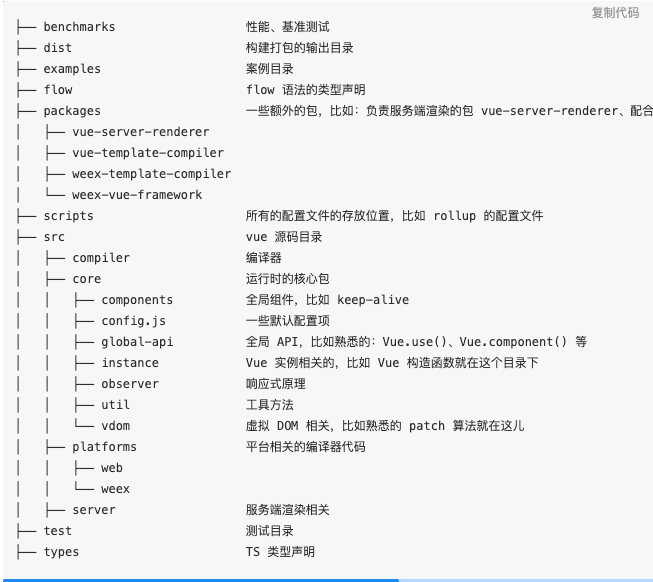 复制代码
├── benchmarks                  性能、基准测试
├── dist                        构建打包的输出目录
├── examples                    案例目录
├── flow                        flow 语法的类型声明
├── packages                    一些额外的包，比如：负责服务端渲染的包 vue-server-renderer、配合
│   ├── vue-server-renderer
│   ├── vue-template-compiler
│   ├── weex-template-compiler
│   └── weex-vue-framework
├── scripts                     所有的配置文件的存放位置，比如 rollup 的配置文件
├── src                         vue 源码目录
│   ├── compiler                编译器
│   ├── core                    运行时的核心包
│   │   ├── components          全局组件，比如 keep-alive
│   │   ├── config.js           一些默认配置项
│   │   ├── global-api          全局 API，比如熟悉的：Vue.use()、Vue.component() 等
│   │   ├── instance            Vue 实例相关的，比如 Vue 构造函数就在这个目录下
│   │   ├── observer            响应式原理
│   │   ├── util                工具方法
│   │   └── vdom                虚拟 DOM 相关，比如熟悉的 patch 算法就在这儿
│   ├── platforms               平台相关的编译器代码
│   │   ├── web
│   │   └── weex
│   ├── server                  服务端渲染相关
├── test                        测试目录
├── types                       TS 类型声明